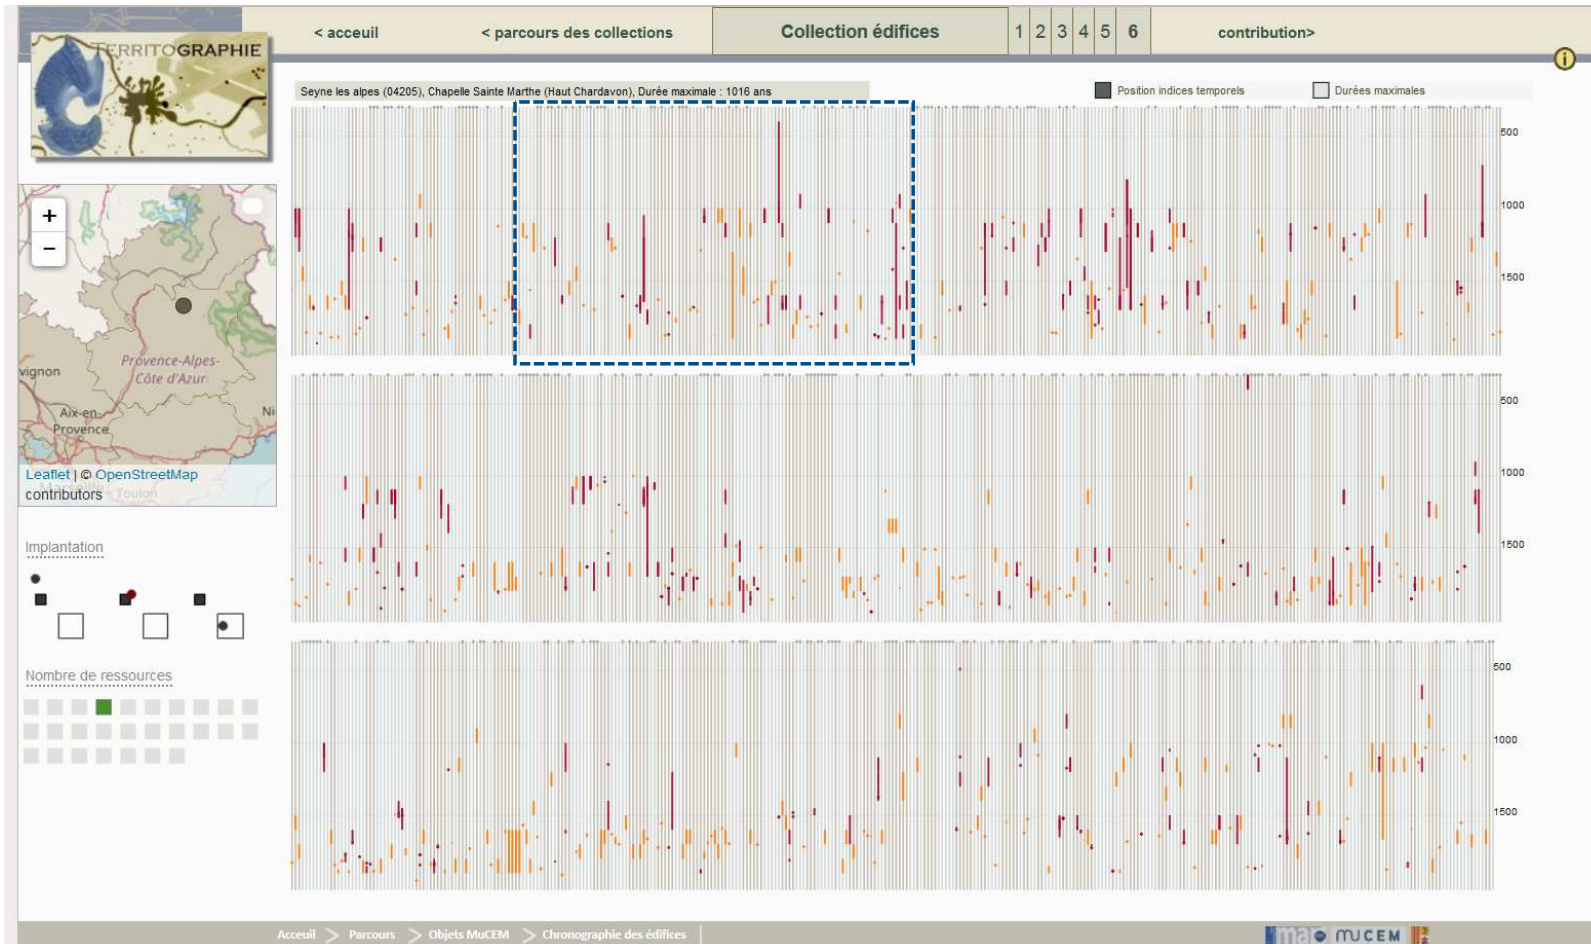 < acceuil
< parcours des collections
Collection édifices
1 2 3 4 5 6
contribution>
TERRITOGRAPHIE
i
Seyne les alpes (04205), Chapelle Sainte Marthe (Haut Chardavon), Durée maximale : 1016 ans
Position indices temporels
Durées maximales
500
1000
1500
+
−
Provence-Alpes-
Côte d'Azur
vignon
Aix-en-
Provence
Ni
Leaflet | © OpenStreetMap
contributors
Toulon
500
1000
1500
Implantation
Nombre de ressources
500
1000
1500
Acceuil > Parcours > Objets MuCEM > Chronographie des édifices
map MUCEM